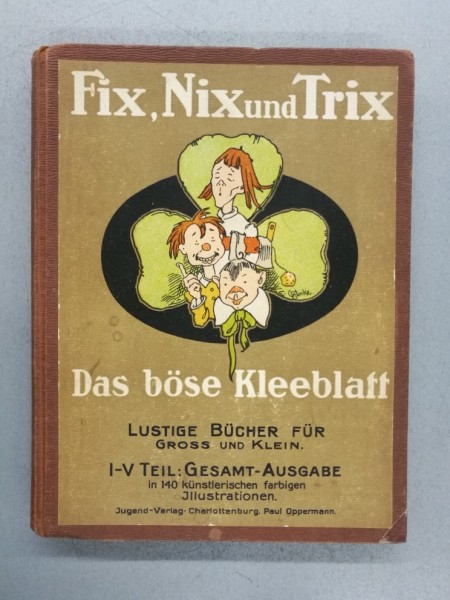 Fix, Nix und Trix
Das böse Kleeblatt
LUSTIGE BÜCHER FÜR
GROSS UND KLEIN.
I-V TEIL: GESAMT-AUSGABE
in 140 künstlerischen farbigen
Jllustrationen.
Jugend-Verlag·Charlottenburg. Paul Oppermann.